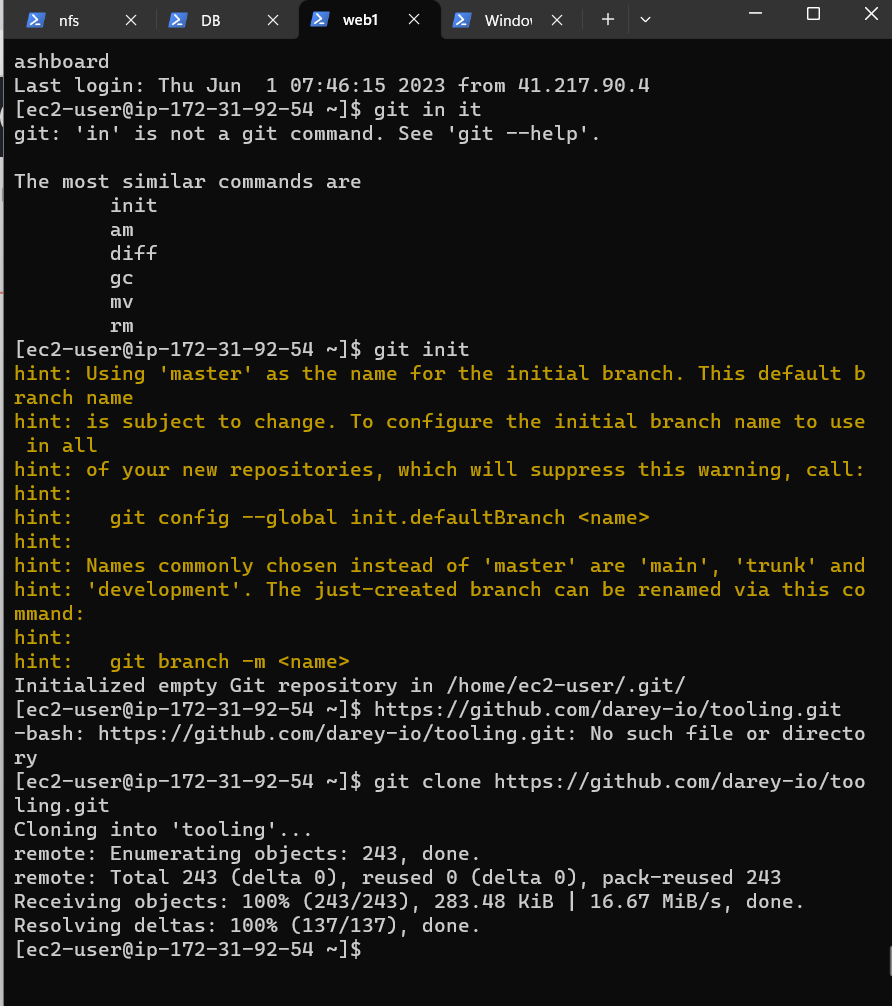 nfs
DB
web1
Window
ashboard
Last login: Thu Jun  1 07:46:15 2023 from 41.217.90.4
[ec2-user@ip-172-31-92-54 ~]$ git in it
git: 'in' is not a git command. See 'git --help'.
The most similar commands are
init
am
diff
gc
mv
rm
[ec2-user@ip-172-31-92-54 ~]$ git init
hint: Using 'master' as the name for the initial branch. This default b
ranch name
hint: is subject to change. To configure the initial branch name to use
in all
hint: of your new repositories, which will suppress this warning, call:
hint:
hint:   git config --global init.defaultBranch <name>
hint:
hint: Names commonly chosen instead of 'master' are 'main', 'trunk' and
hint: 'development'. The just-created branch can be renamed via this co
mmand:
hint:
hint:   git branch -m <name>
Initialized empty Git repository in /home/ec2-user/.git/
[ec2-user@ip-172-31-92-54 ~]$ https://github.com/darey-io/tooling.git
-bash: https://github.com/darey-io/tooling.git: No such file or directo
ry
[ec2-user@ip-172-31-92-54 ~]$ git clone https://github.com/darey-io/too
ling.git
Cloning into 'tooling'...
remote: Enumerating objects: 243, done.
remote: Total 243 (delta 0), reused 0 (delta 0), pack-reused 243
Receiving objects: 100% (243/243), 283.48 KiB | 16.67 MiB/s, done.
Resolving deltas: 100% (137/137), done.
[ec2-user@ip-172-31-92-54 ~]$